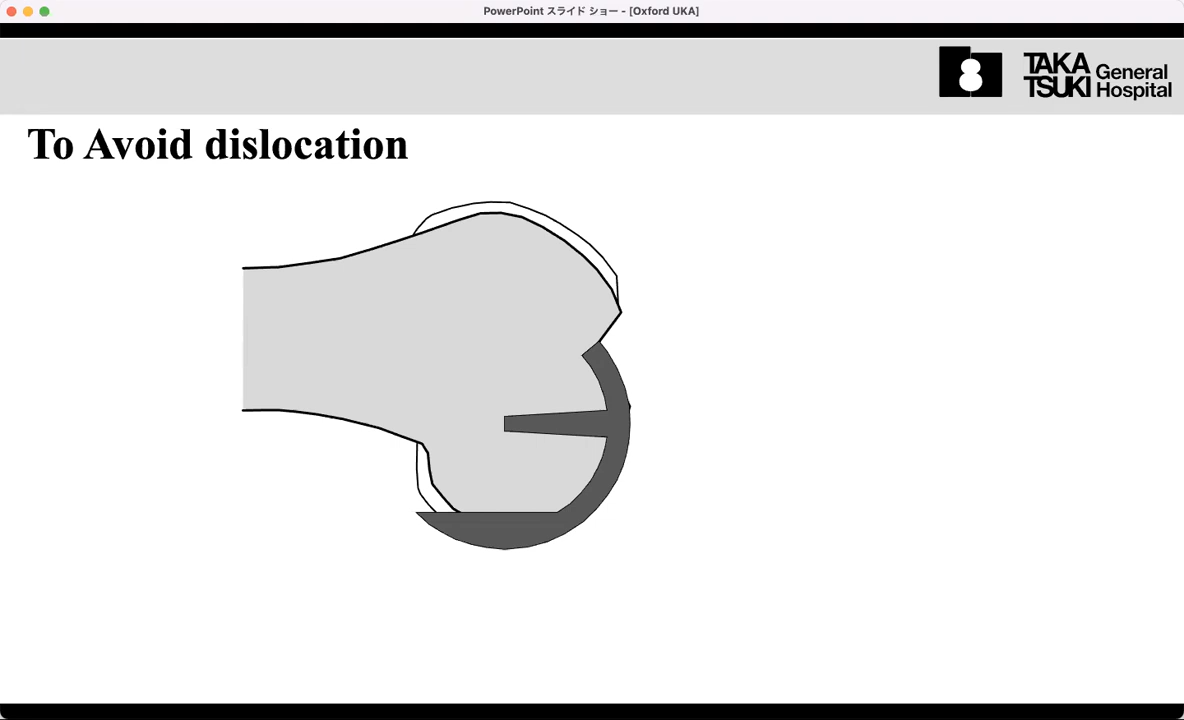 PowerPoint スライド ショー - [Oxford UKA]
TAKA
TSUKI
General
Hospital
To Avoid dislocation